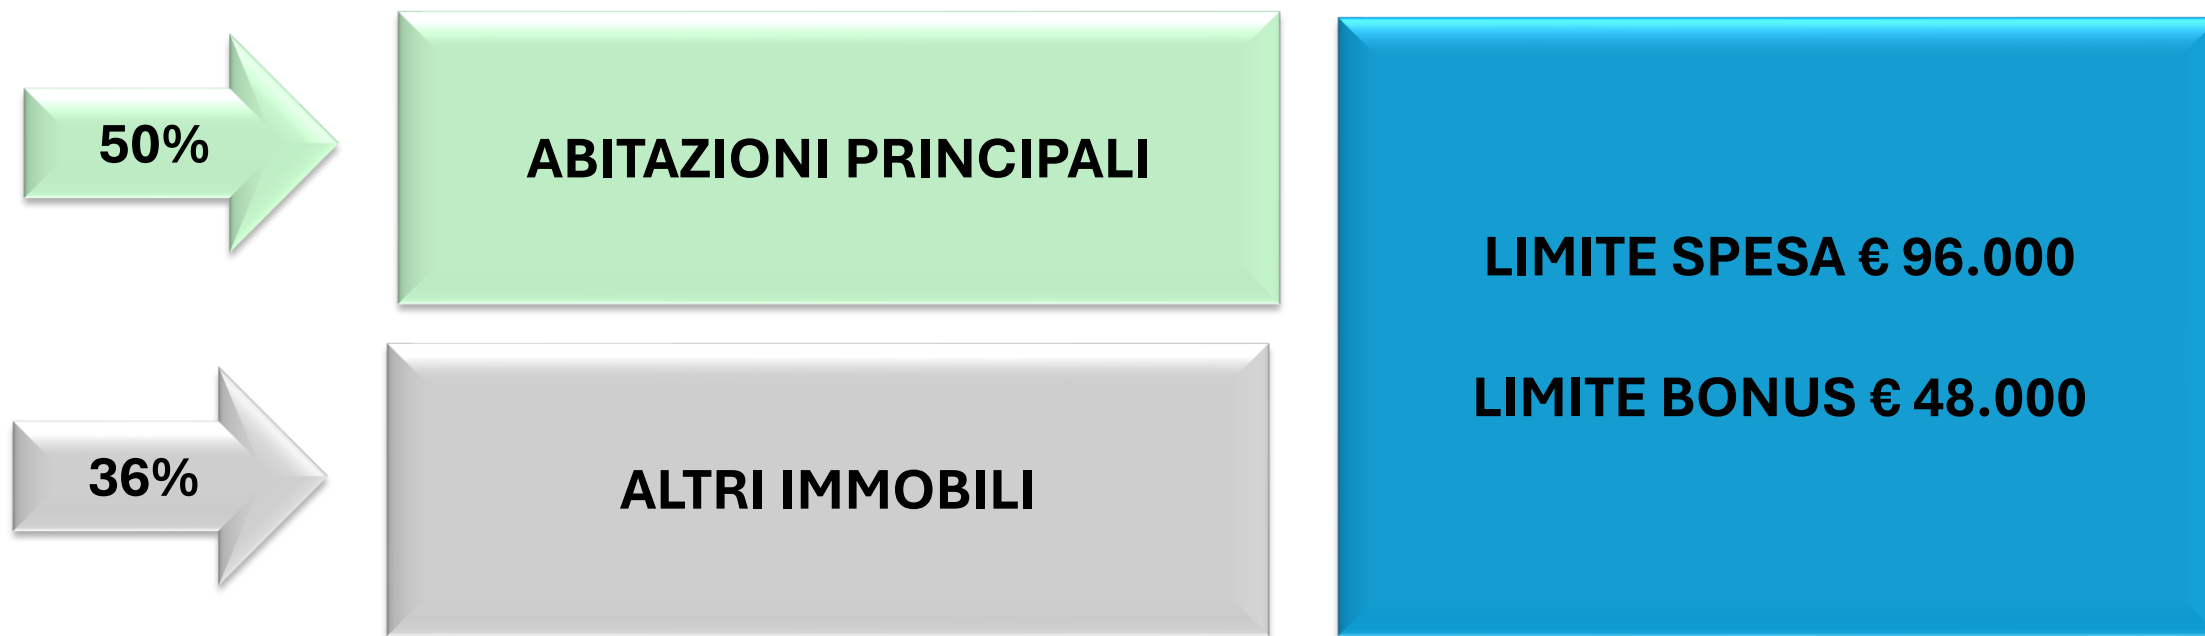 50%
ABITAZIONI PRINCIPALI
36%
ALTRI IMMOBILI
LIMITE SPESA € 96.000
LIMITE BONUS € 48.000